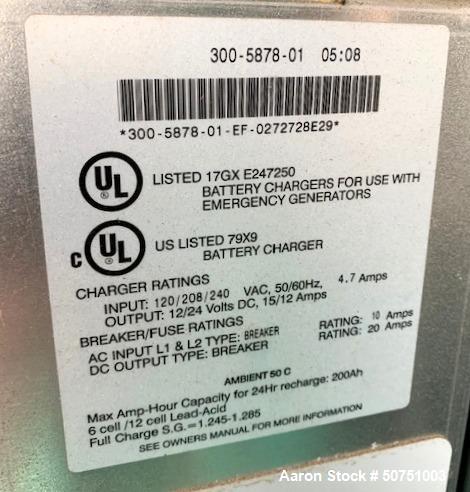 300-5878-01 05:08
*300-5878-01-EF-0272728E29*
UL LISTED 17GX E247250
BATTERY CHARGERS FOR USE WITH
EMERGENCY GENERATORS
c UL US LISTED 79X9
BATTERY CHARGER
CHARGER RATINGS
INPUT: 120/208/240 VAC, 50/60Hz, 4.7 Amps
OUTPUT: 12/24 Volts DC, 15/12 Amps
BREAKER/FUSE RATINGS
AC INPUT L1 & L2 TYPE: BREAKER RATING: 10 Amps
DC OUTPUT TYPE: BREAKER RATING: 20 Amps
AMBIENT 50 C
Max Amp-Hour Capacity for 24Hr recharge: 200Ah
6 cell /12 cell Lead-Acid
Full Charge S.G.=1.245-1.285
SEE OWNERS MANUAL FOR MORE INFORMATION
Aaron Stock # 50751003